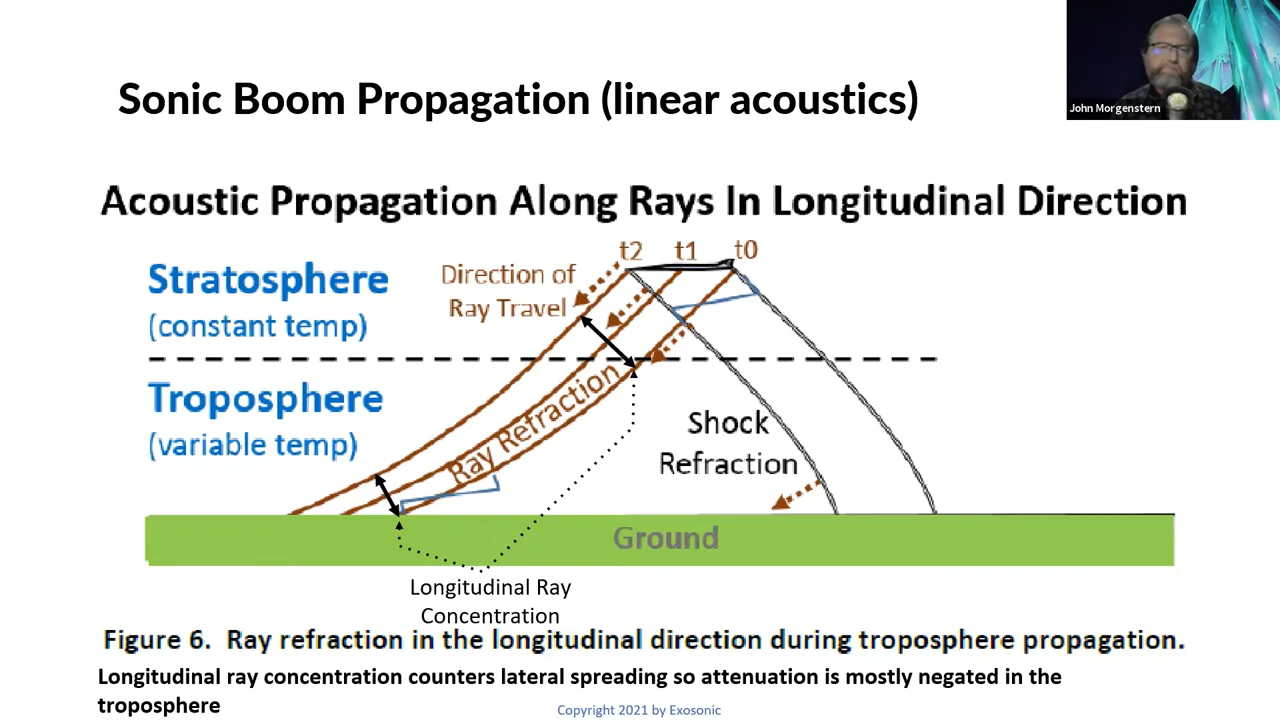 John Morgenstern
Sonic Boom Propagation (linear acoustics)
Acoustic Propagation Along Rays In Longitudinal Direction
t2 t1 t0
Stratosphere
(constant temp)
Direction of
Ray Travel
Troposphere
(variable temp)
Ray Refraction
Shock
Refraction
Ground
Longitudinal Ray
Concentration
Figure 6. Ray refraction in the longitudinal direction during troposphere propagation.
Longitudinal ray concentration counters lateral spreading so attenuation is mostly negated in the
troposphere
Copyright 2021 by Exosonic